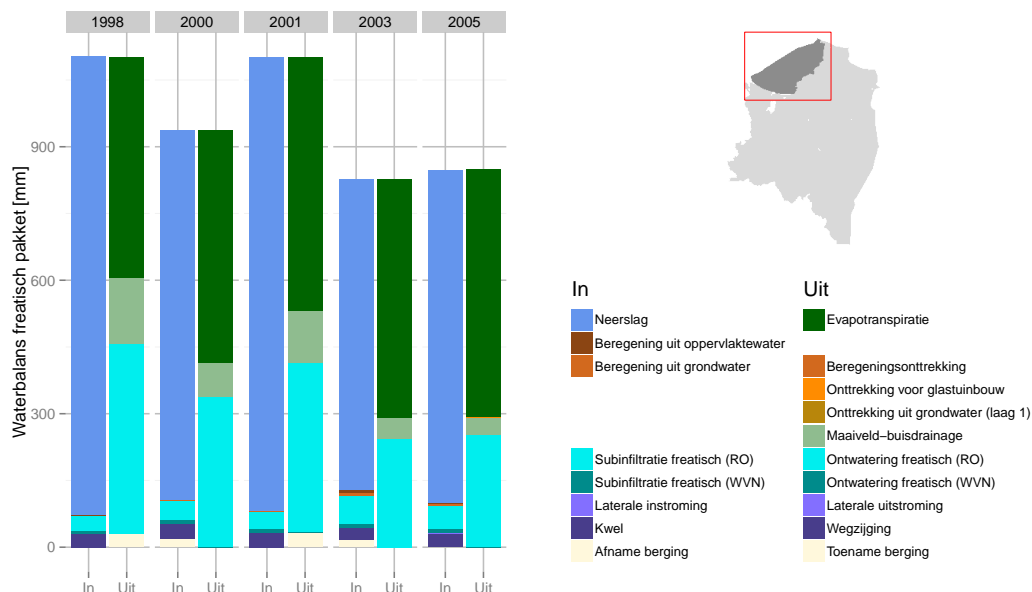 1998 2000 2001 2003 2005
Waterbalans freatisch pakket [mm]
900
600
300
0
In Uit In Uit In Uit In Uit In Uit
In Uit
Neerslag Evapotranspiratie
Beregening uit oppervlaktewater
Beregening uit grondwater Beregeningsonttrekking
Onttrekking voor glastuinbouw
Onttrekking uit grondwater (laag 1)
Maaiveld−buisdrainage
Subinfiltratie freatisch (RO) Ontwatering freatisch (RO)
Subinfiltratie freatisch (WVN) Ontwatering freatisch (WVN)
Laterale instroming Laterale uitstroming
Kwel Wegzijging
Afname berging Toename berging